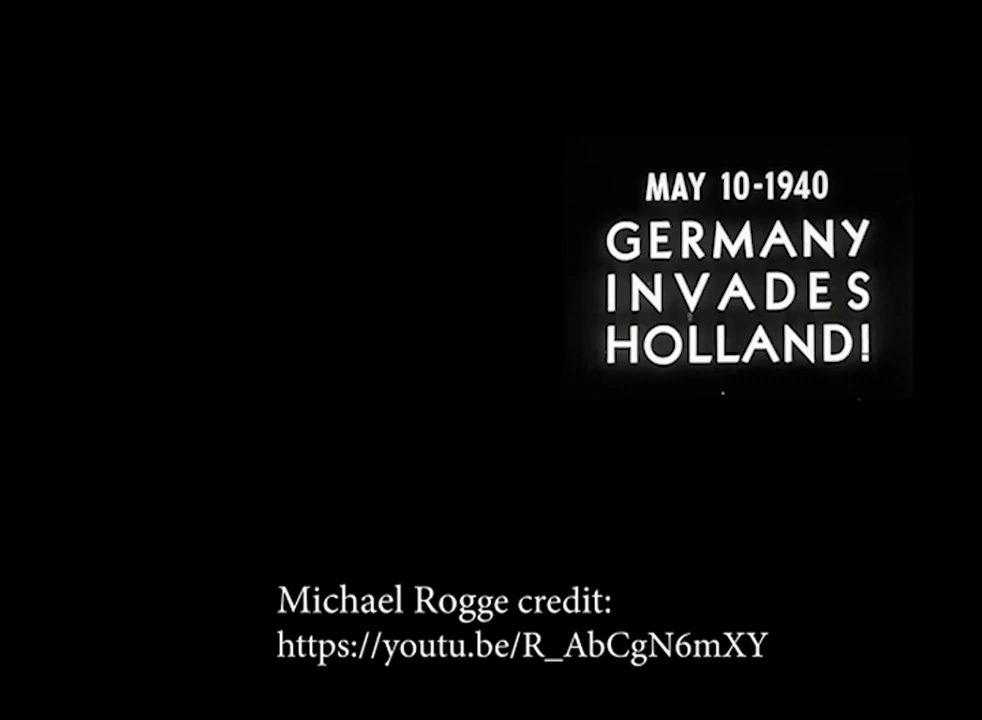 MAY 10-1940
GERMANY
INVADES
HOLLAND!
Michael Rogge credit:
https://youtu.be/R_AbCgN6mXY